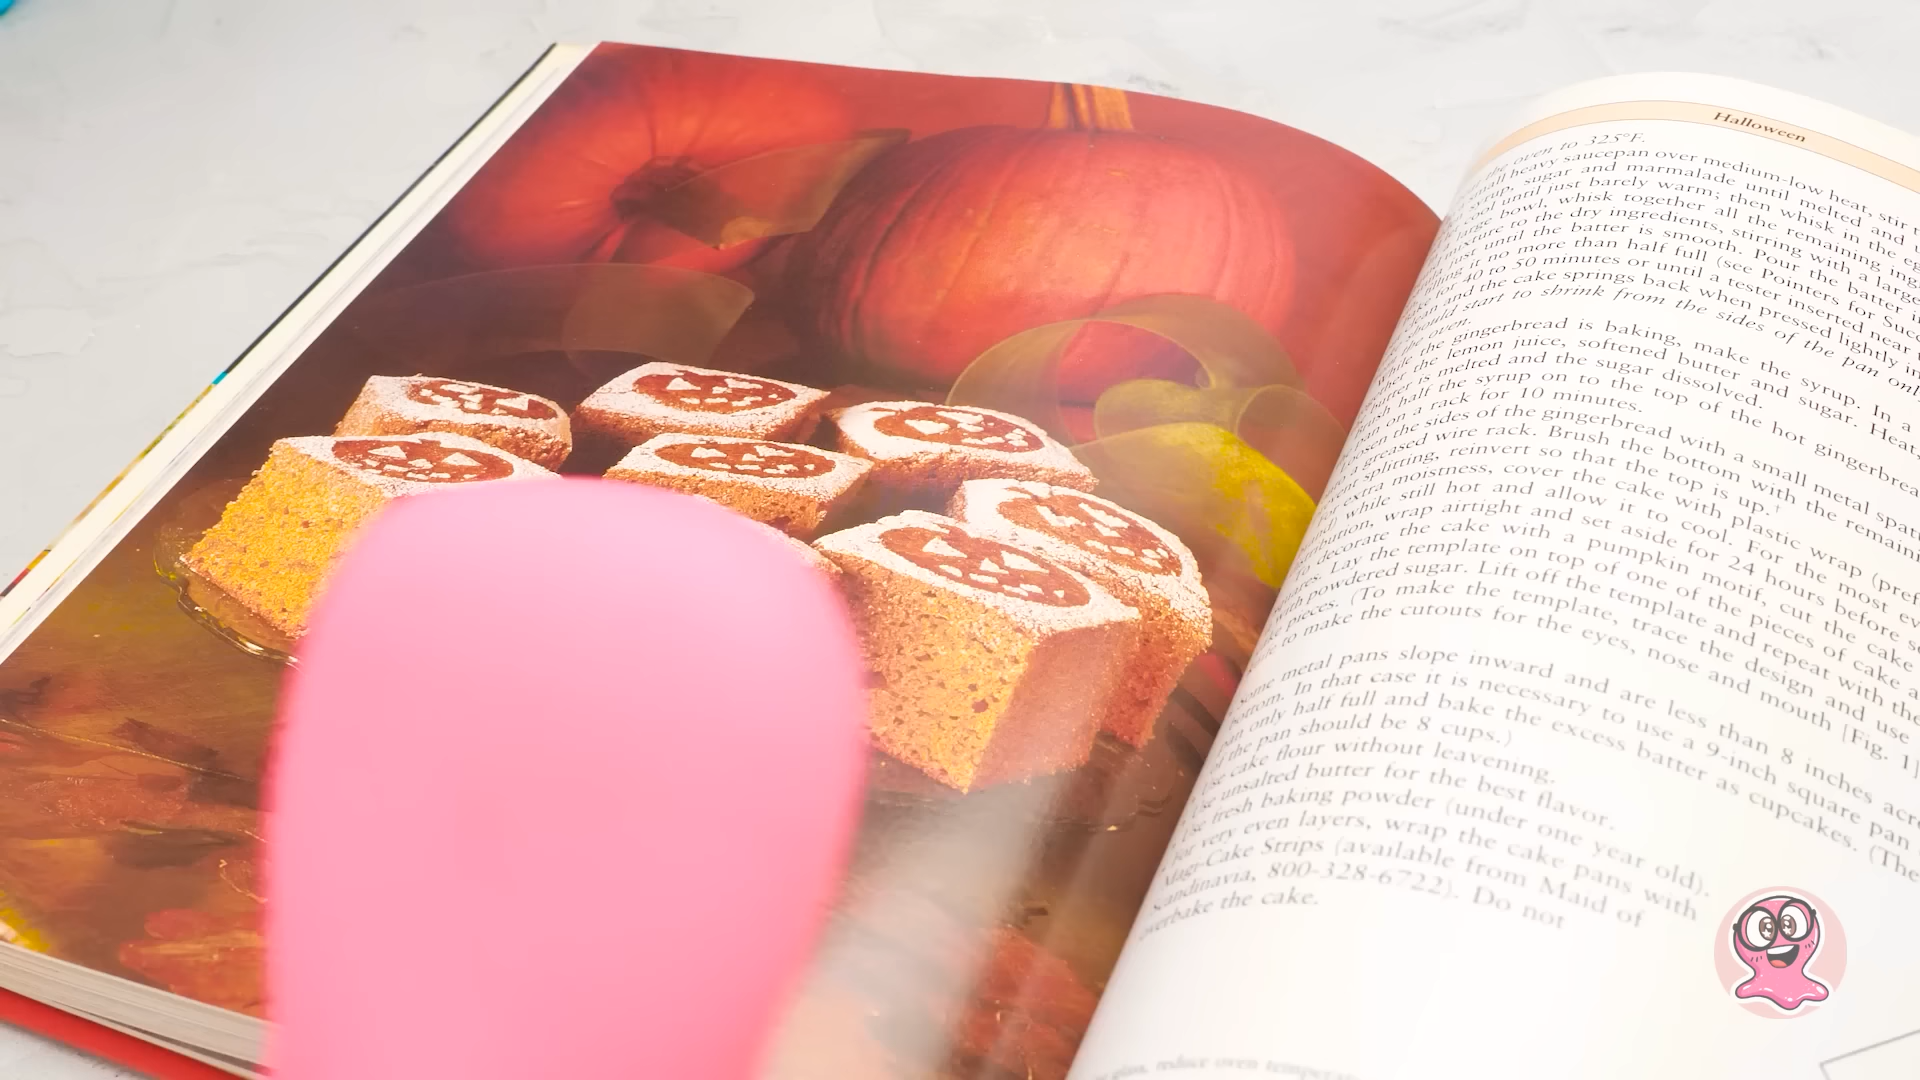 Halloween
the oven to 325°F.
small heavy saucepan over medium-low heat, stir
syrup, sugar and marmalade until melted and
cool until just barely warm; then whisk in the
large bowl, whisk together all the remaining
mixture to the dry ingredients, stirring with a large
just until the batter is smooth. Pour the batter
filling it no more than half full (see Pointers for
for 40 to 50 minutes or until a tester inserted near
clean and the cake springs back when pressed lightly in
should start to shrink from the sides of the pan
oven.
While the gingerbread is baking, make the syrup. In a
the lemon juice, softened butter and sugar. Heat,
is melted and the sugar dissolved.
Brush half the syrup on to the top of the hot
pan on a rack for 10 minutes.
the sides of the gingerbread with a small metal
a greased wire rack. Brush the bottom with the
splitting, reinvert so that the top is up.†
For extra moistness, cover the cake with plastic wrap
while still hot and allow it to cool. For the most
wrap airtight and set aside for 24 hours before
To decorate the cake with a pumpkin motif, cut the cake
Lay the template on top of one of the pieces of cake
with powdered sugar. Lift off the template and repeat with the
pieces. (To make the template, trace the design and use
to make the cutouts for the eyes, nose and mouth [Fig. 1]
Some metal pans slope inward and are less than 8 inches
bottom. In that case it is necessary to use a 9-inch square pan
pan only half full and bake the excess batter as cupcakes. (The
of the pan should be 8 cups.)
Use cake flour without leavening.
Use unsalted butter for the best flavor.
Use fresh baking powder (under one year old).
For very even layers, wrap the cake pans with
Magi-Cake Strips (available from Maid of
Scandinavia, 800-328-6722). Do not
overbake the cake.
reduce oven